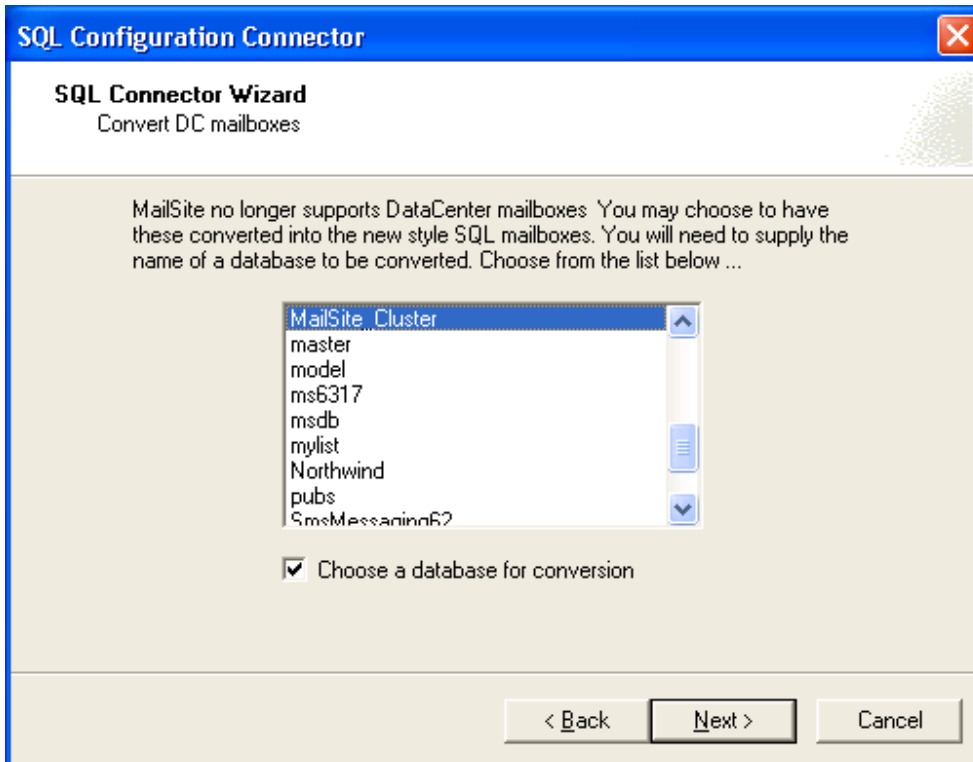 SQL Configuration Connector
SQL Connector Wizard
Convert DC mailboxes
MailSite no longer supports DataCenter mailboxes  You may choose to have
these converted into the new style SQL mailboxes. You will need to supply the
name of a database to be converted. Choose from the list below ...
MailSite_Cluster
master
model
ms6317
msdb
mylist
Northwind
pubs
SmsMessaging62
Choose a database for conversion
< Back
Next >
Cancel